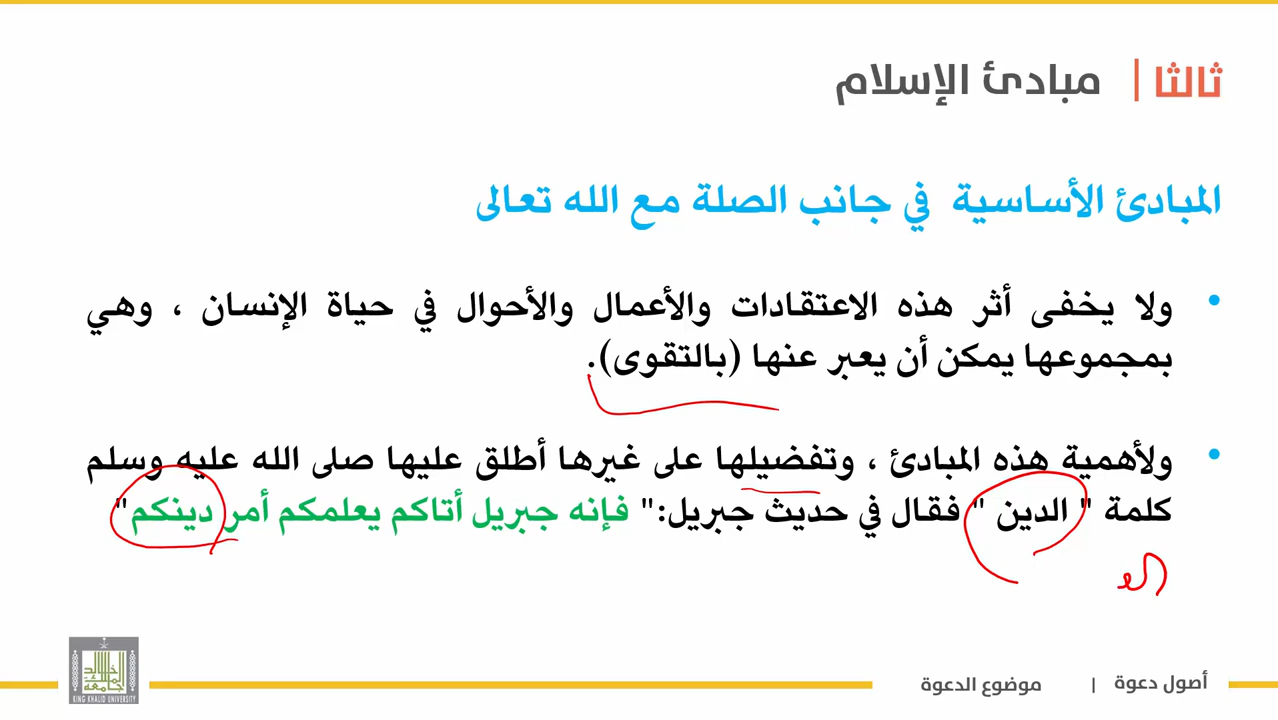 ثالثا | مبادئ الإسلام
المبادئ الأساسية في جانب الصلة مع الله تعالى
• ولا يخفى أثر هذه الاعتقادات والأعمال والأحوال في حياة الإنسان ، وهي
بمجموعها يمكن أن يعبر عنها (بالتقوى).
• ولأهمية هذه المبادئ ، وتفضيلها على غيرها أطلق عليها صلى الله عليه وسلم
كلمة " الدين " فقال في حديث جبريل:" فإنه جبريل أتاكم يعلمكم أمر دينكم"
أصول دعوة | موضوع الدعوة
جامعة الملك خالد
KING KHALID UNIVERSITY